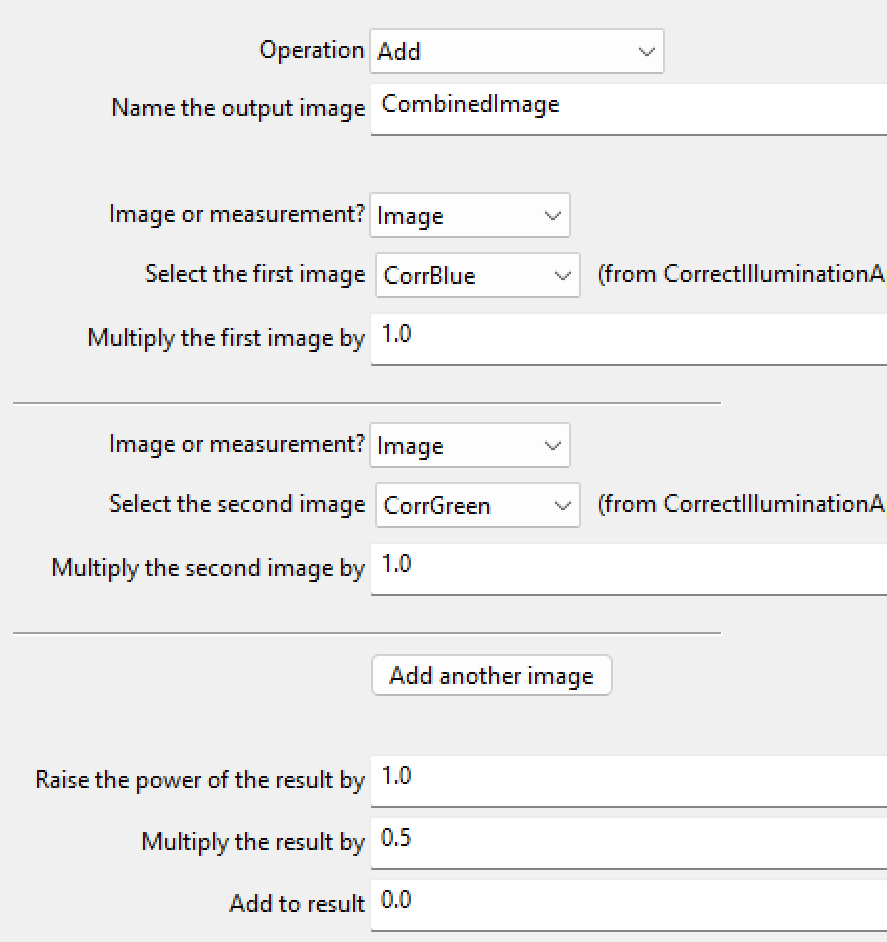 Operation Add
Name the output image CombinedImage
Image or measurement? Image
Select the first image CorrBlue (from CorrectIlluminationA
Multiply the first image by 1.0
Image or measurement? Image
Select the second image CorrGreen (from CorrectIlluminationA
Multiply the second image by 1.0
Add another image
Raise the power of the result by 1.0
Multiply the result by 0.5
Add to result 0.0